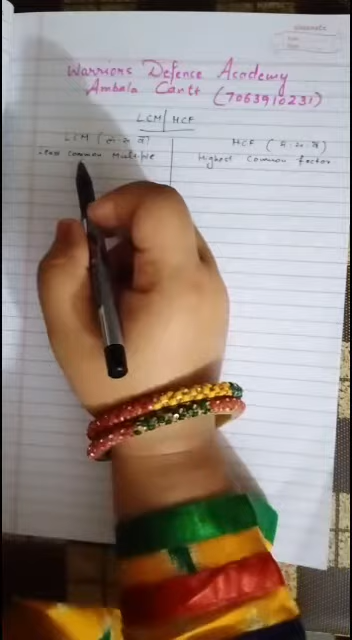 Warriors Defence Academy
Ambala Cantt (7063910231)
LCM | HCF
LCM (ल.स.व)
Least Common Multiple
HCF (म.स.व)
Highest Common factor